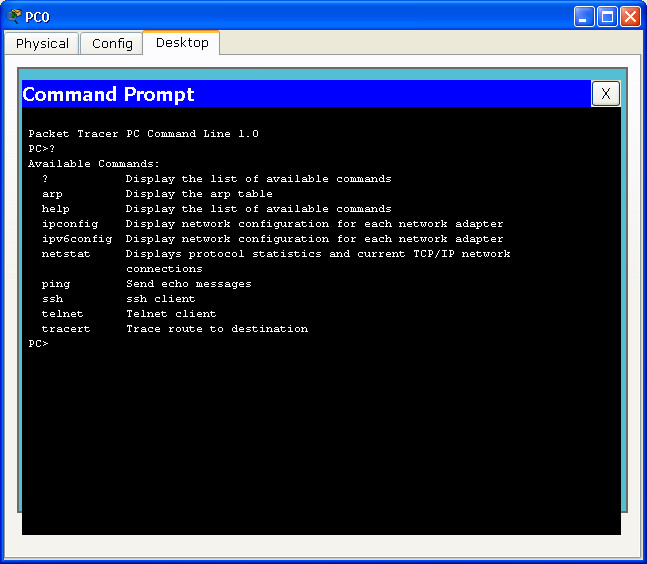 PC0
Physical Config Desktop
Command Prompt X
Packet Tracer PC Command Line 1.0
PC>?
Available Commands:
? Display the list of available commands
arp Display the arp table
help Display the list of available commands
ipconfig Display network configuration for each network adapter
ipv6config Display network configuration for each network adapter
netstat Displays protocol statistics and current TCP/IP network
connections
ping Send echo messages
ssh ssh client
telnet Telnet client
tracert Trace route to destination
PC>